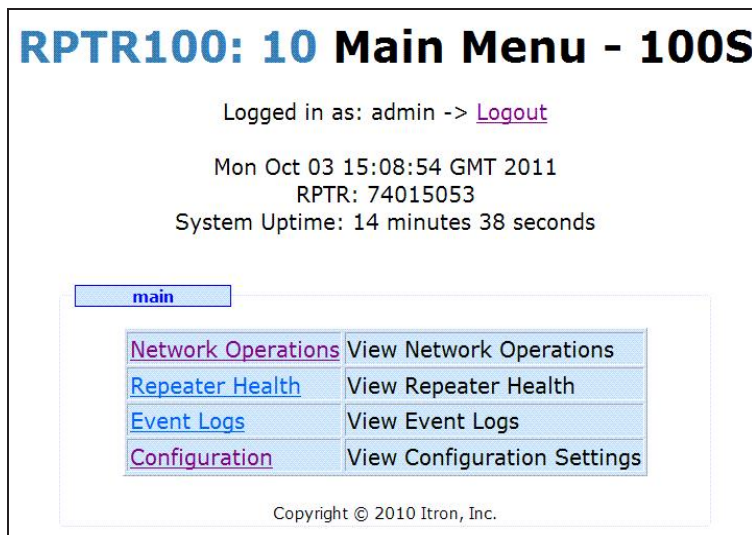 RPTR100: 10 Main Menu - 100S
Logged in as: admin -> Logout
Mon Oct 03 15:08:54 GMT 2011
RPTR: 74015053
System Uptime: 14 minutes 38 seconds
main
Network Operations View Network Operations
Repeater Health View Repeater Health
Event Logs View Event Logs
Configuration View Configuration Settings
Copyright © 2010 Itron, Inc.